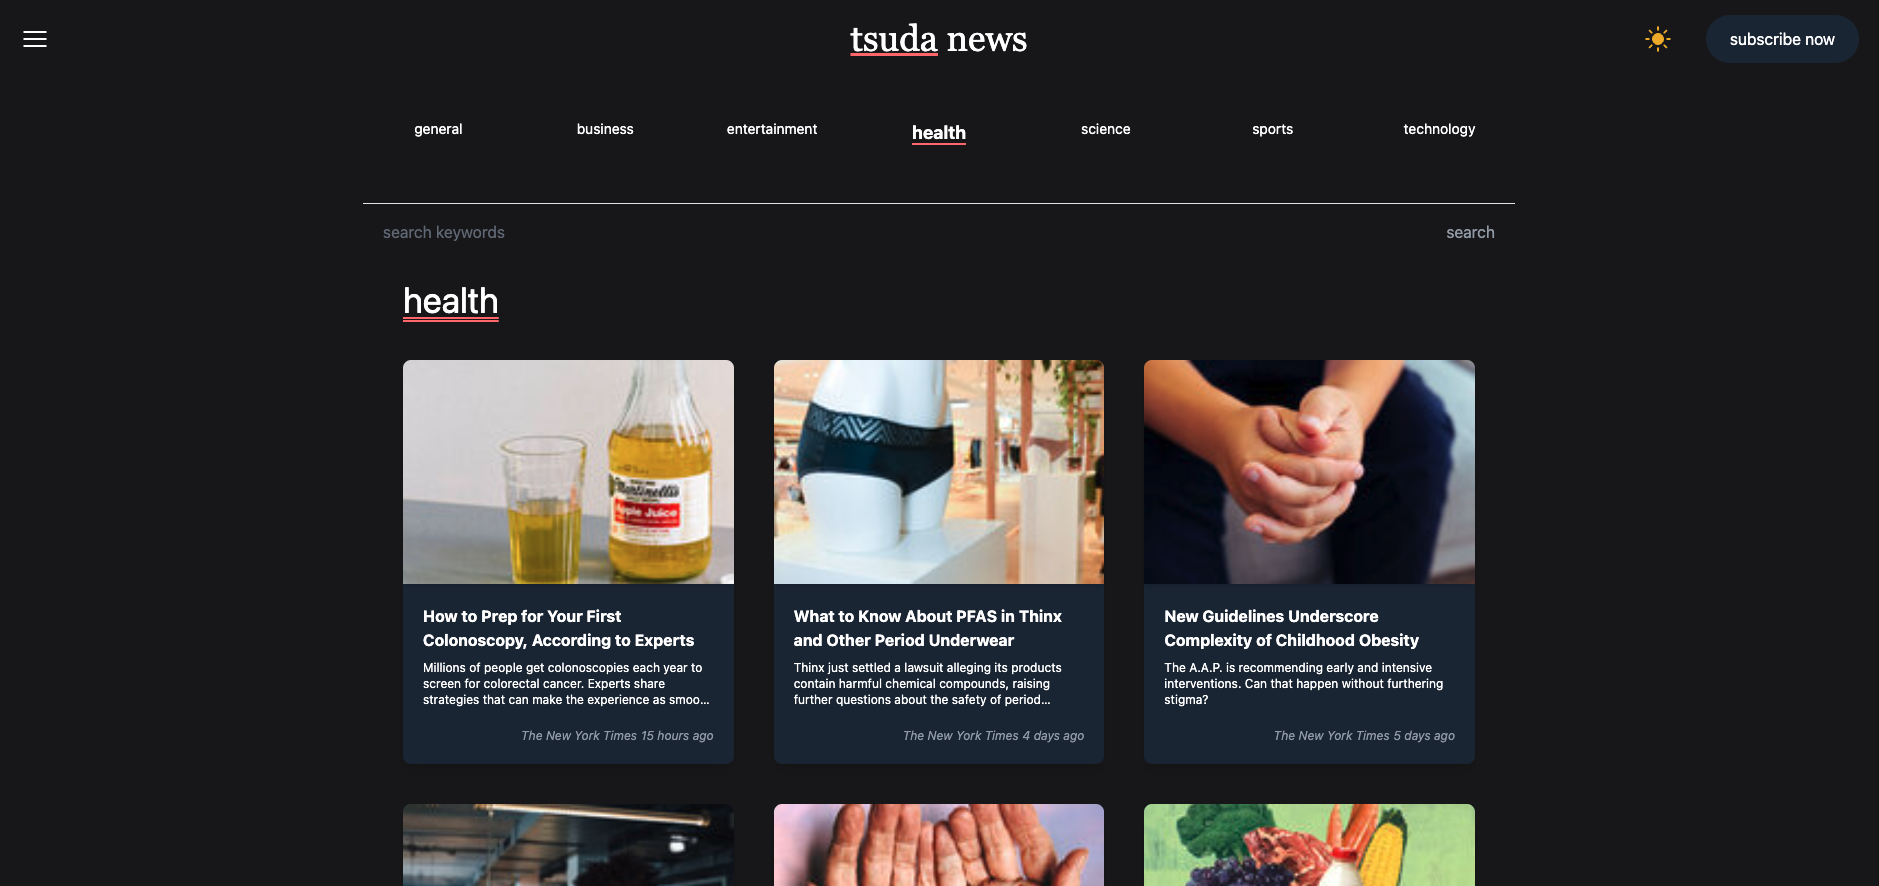 tsuda news
subscribe now
general
business
entertainment
health
science
sports
technology
search keywords
search
health
Martinelli's
Apple Juice
How to Prep for Your First
Colonoscopy, According to Experts
Millions of people get colonoscopies each year to
screen for colorectal cancer. Experts share
strategies that can make the experience as smoo...
The New York Times 15 hours ago
What to Know About PFAS in Thinx
and Other Period Underwear
Thinx just settled a lawsuit alleging its products
contain harmful chemical compounds, raising
further questions about the safety of period...
The New York Times 4 days ago
New Guidelines Underscore
Complexity of Childhood Obesity
The A.A.P. is recommending early and intensive
interventions. Can that happen without furthering
stigma?
The New York Times 5 days ago